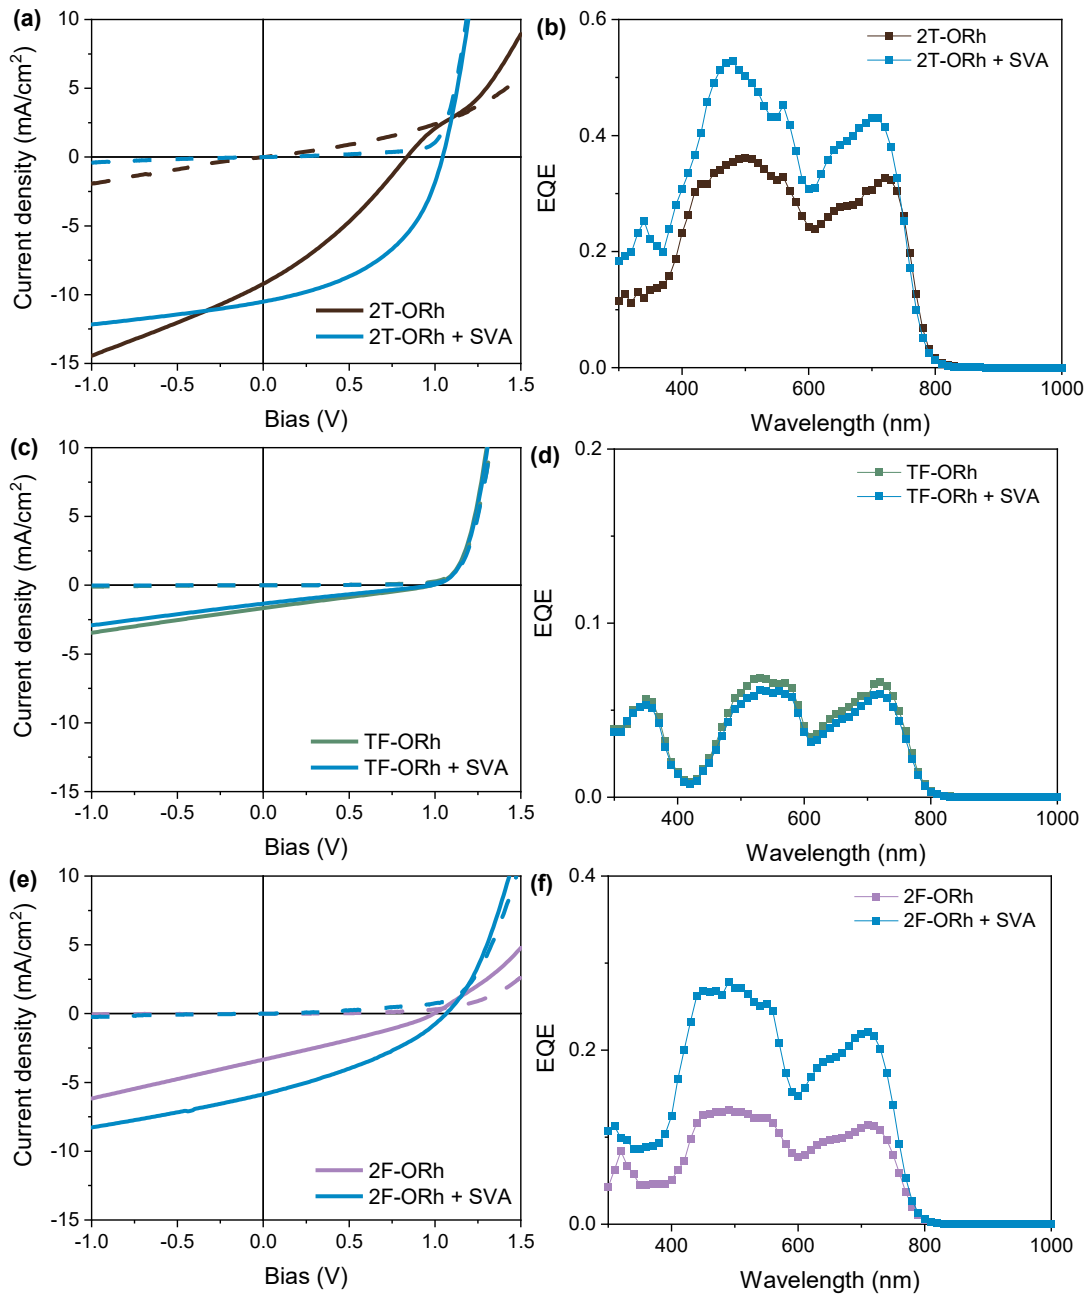 (a)
10
5
0
-5
-10
-15
Current density (mA/cm²)
2T-ORh
2T-ORh + SVA
-1.0 -0.5 0.0 0.5 1.0 1.5
Bias (V)
(b)
0.6
0.4
0.2
0.0
EQE
2T-ORh
2T-ORh + SVA
400 600 800 1000
Wavelength (nm)
(c)
10
5
0
-5
-10
-15
Current density (mA/cm²)
TF-ORh
TF-ORh + SVA
-1.0 -0.5 0.0 0.5 1.0 1.5
Bias (V)
(d)
0.2
0.1
0.0
EQE
TF-ORh
TF-ORh + SVA
400 600 800 1000
Wavelength (nm)
(e)
10
5
0
-5
-10
-15
Current density (mA/cm²)
2F-ORh
2F-ORh + SVA
-1.0 -0.5 0.0 0.5 1.0 1.5
Bias (V)
(f)
0.4
0.2
0.0
EQE
2F-ORh
2F-ORh + SVA
400 600 800 1000
Wavelength (nm)